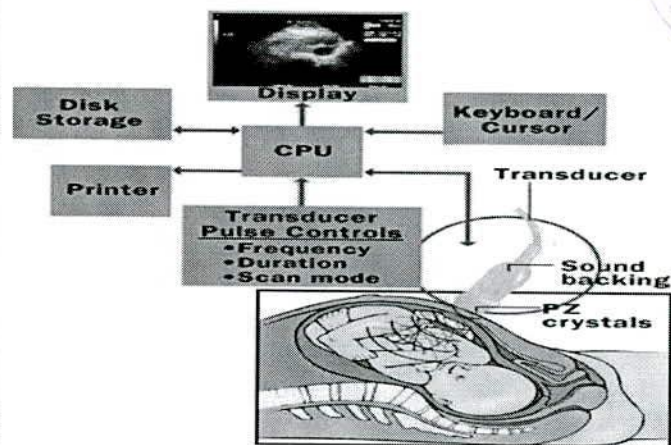 Display
Disk
Storage
Keyboard/
Cursor
CPU
Printer
Transducer
Transducer
Pulse Controls
•Frequency
•Duration
•Scan mode
Sound
backing
PZ
crystals